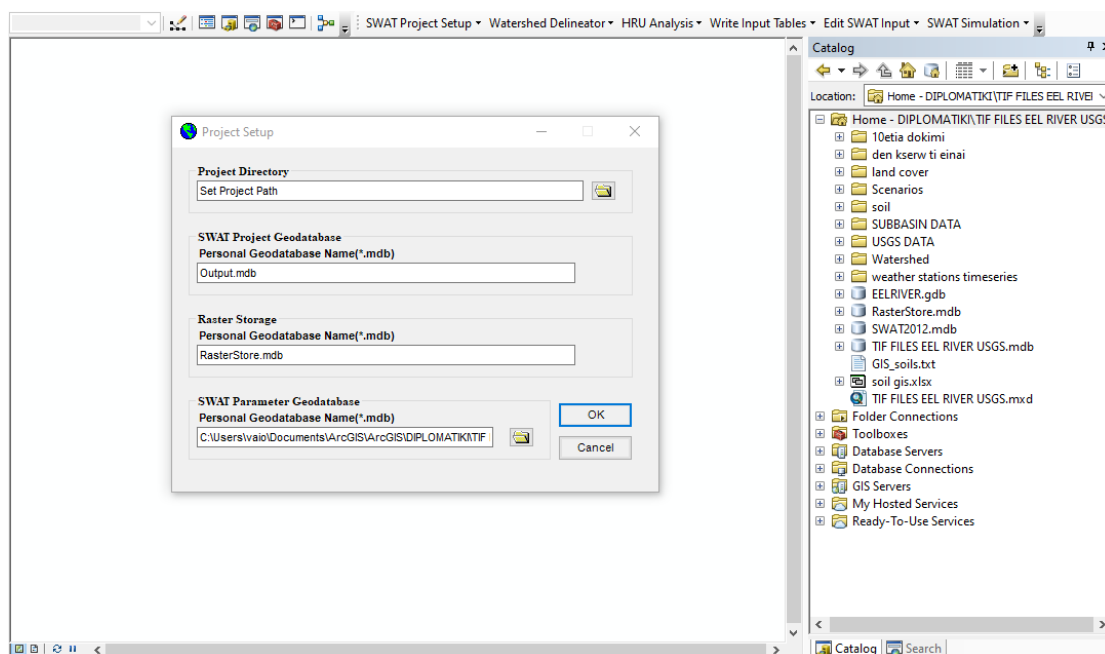 SWAT Project Setup Watershed Delineator HRU Analysis Write Input Tables Edit SWAT Input SWAT Simulation
Project Setup
Project Directory
Set Project Path
SWAT Project Geodatabase
Personal Geodatabase Name(*.mdb)
Output.mdb
Raster Storage
Personal Geodatabase Name(*.mdb)
RasterStore.mdb
SWAT Parameter Geodatabase
Personal Geodatabase Name(*.mdb)
C:\Users\vaio\Documents\ArcGIS\ArcGIS\DIPLOMATIKI\TIF
OK
Cancel
Catalog
Location: Home - DIPLOMATIKI\TIF FILES EEL RIVEI
Home - DIPLOMATIKI\TIF FILES EEL RIVER USGS
10etia dokimi
den kserw ti einai
land cover
Scenarios
soil
SUBBASIN DATA
USGS DATA
Watershed
weather stations timeseries
EELRIVER.gdb
RasterStore.mdb
SWAT2012.mdb
TIF FILES EEL RIVER USGS.mdb
GIS_soils.txt
soil gis.xlsx
TIF FILES EEL RIVER USGS.mxd
Folder Connections
Toolboxes
Database Servers
Database Connections
GIS Servers
My Hosted Services
Ready-To-Use Services
Catalog Search